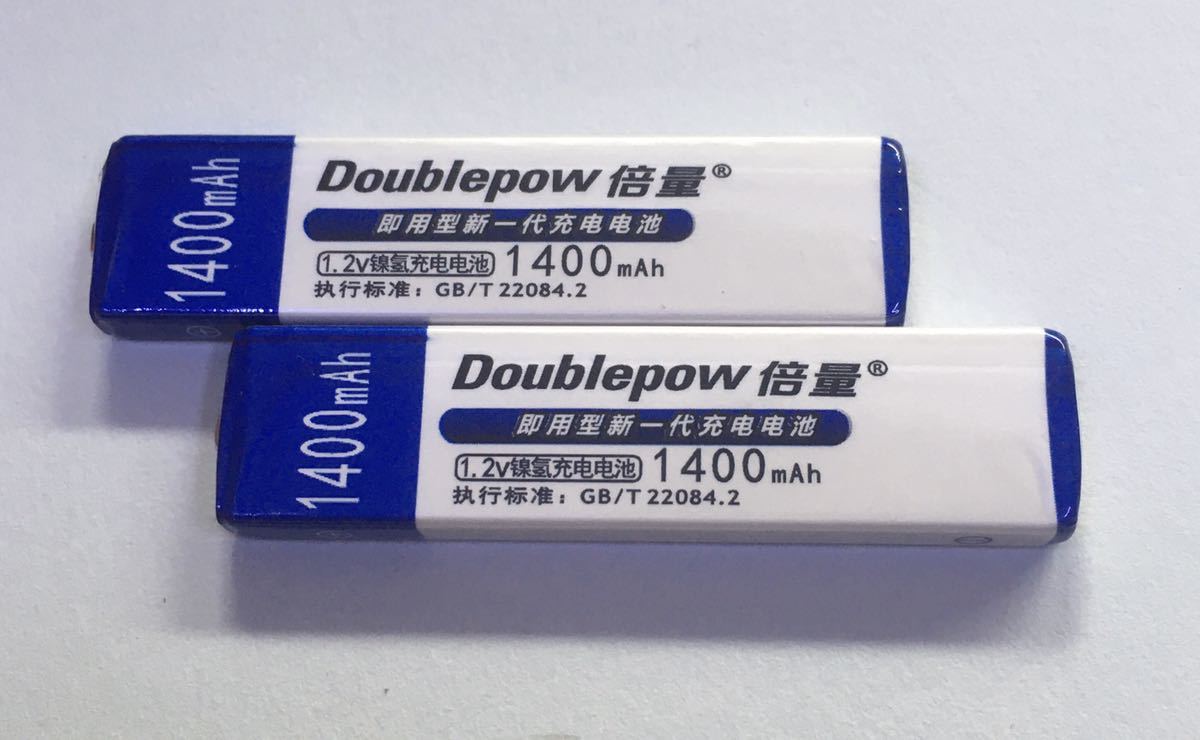 1400mAh
Doublepow 倍量®
即用型新一代充电电池
1.2v镍氢充电电池 1400mAh
执行标准：GB/T 22084.2
1400mAh
Doublepow 倍量®
即用型新一代充电电池
1.2v镍氢充电电池 1400mAh
执行标准：GB/T 22084.2